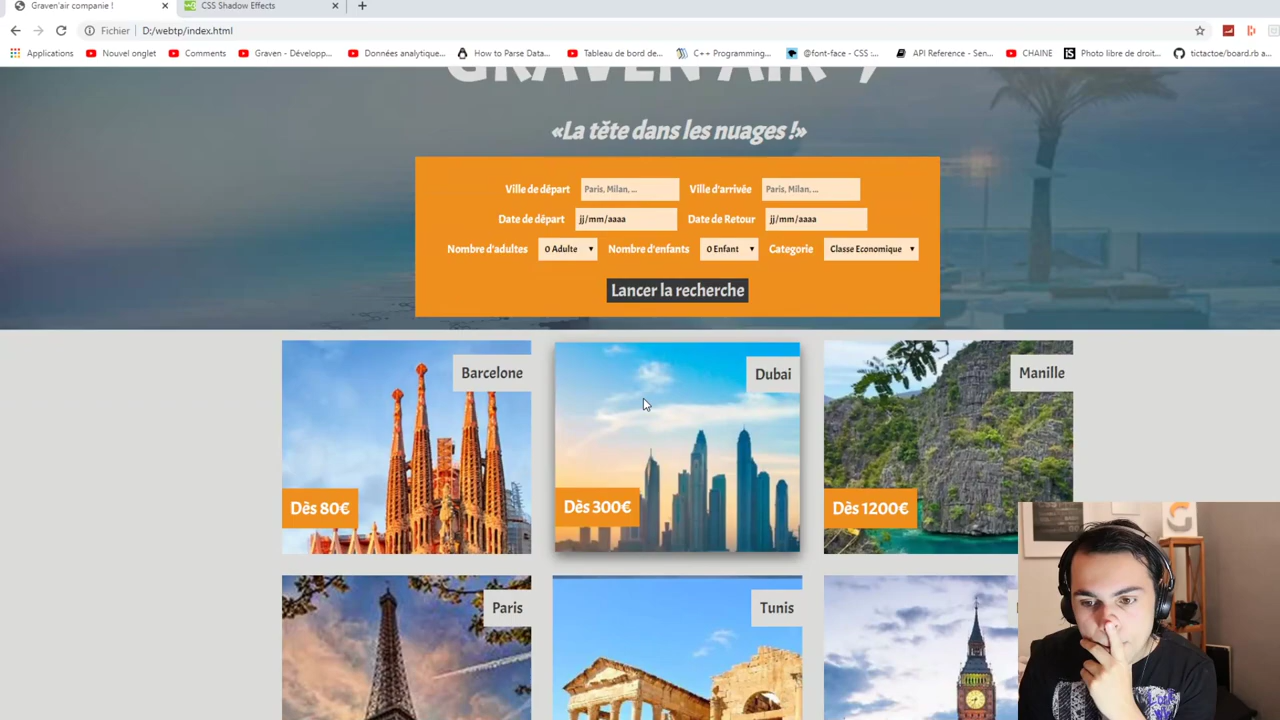 Graven'air companie !
CSS Shadow Effects
Fichier
D:/webtp/index.html
Applications
Nouvel onglet
Comments
Graven - Développ...
Données analytique...
How to Parse Data...
Tableau de bord de...
C++ Programming...
@font-face - CSS :...
API Reference - Sen...
CHAINE
Photo libre de droit...
tictactoe/board.rb a...
GRAVEN'AIR
«La tête dans les nuages !»
Ville de départ Paris, Milan, ... Ville d'arrivée Paris, Milan, ...
Date de départ jj/mm/aaaa Date de Retour jj/mm/aaaa
Nombre d'adultes 0 Adulte Nombre d'enfants 0 Enfant Categorie Classe Economique
Lancer la recherche
Barcelone
Dès 80€
Dubai
Dès 300€
Manille
Dès 1200€
Paris
Tunis